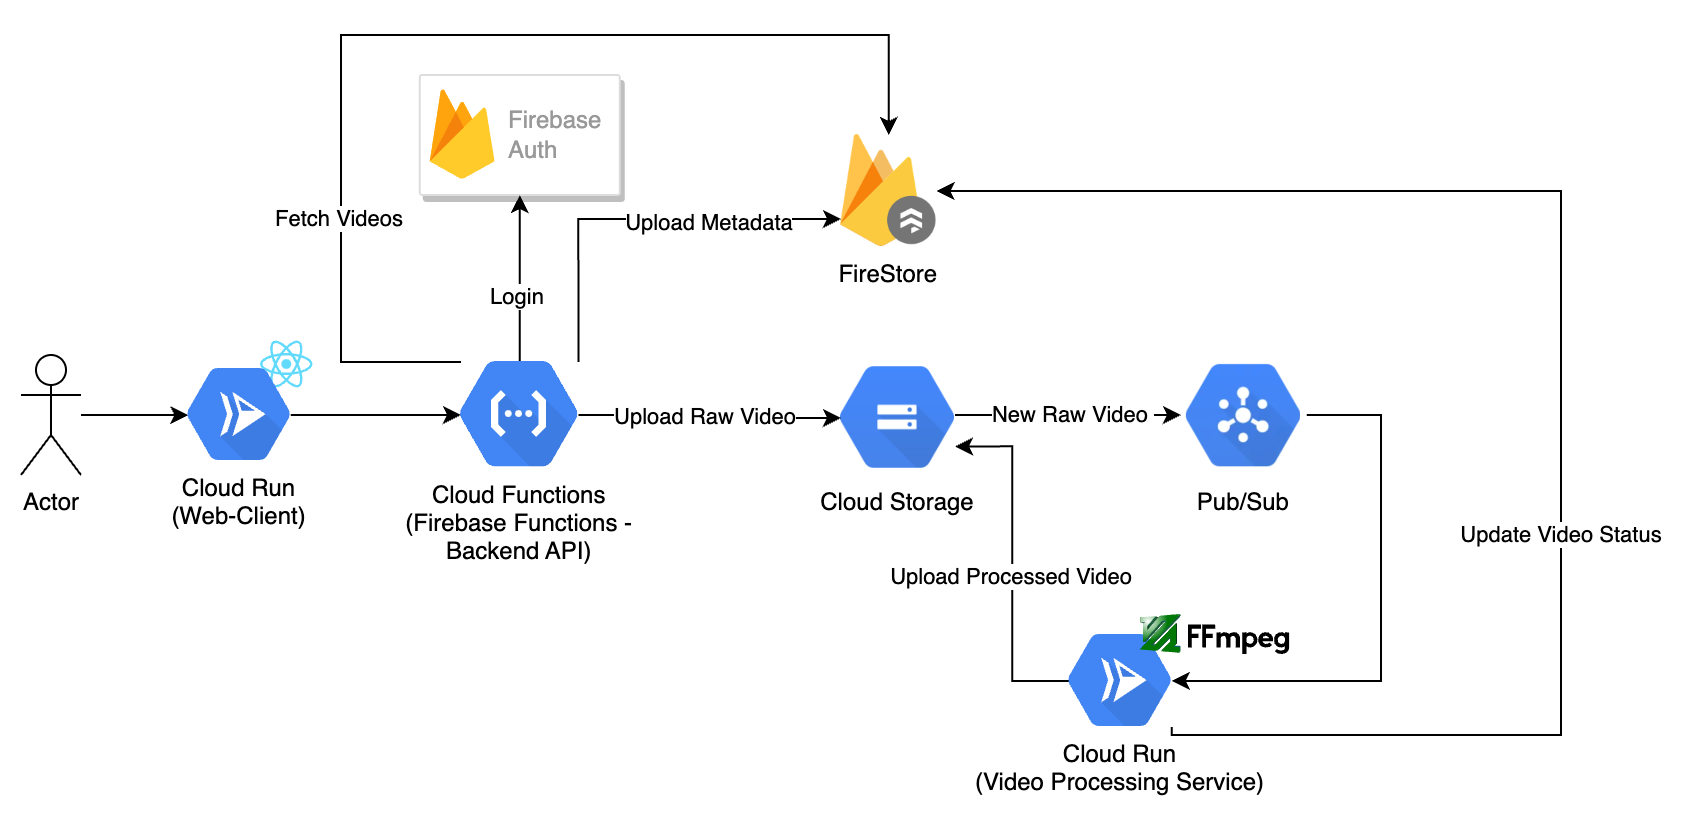 Firebase
Auth
Fetch Videos
Upload Metadata
FireStore
Login
Actor
Cloud Run
(Web-Client)
Cloud Functions
(Firebase Functions -
Backend API)
Upload Raw Video
Cloud Storage
New Raw Video
Pub/Sub
Update Video Status
Upload Processed Video
FFmpeg
Cloud Run
(Video Processing Service)